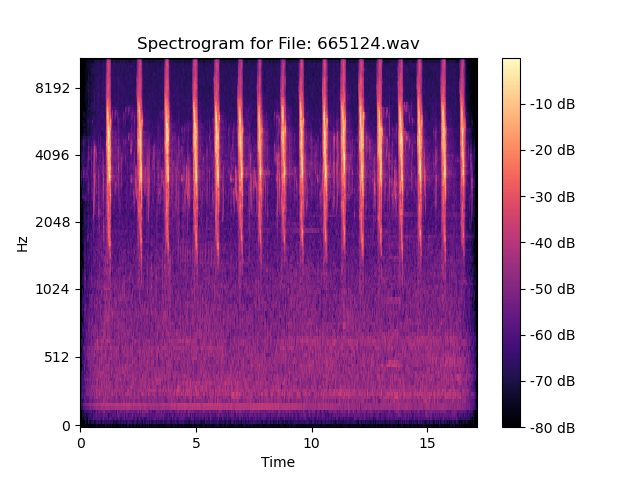 Spectrogram for File: 665124.wav
8192
4096
2048
1024
512
0
Hz
0
5
10
15
Time
-10 dB
-20 dB
-30 dB
-40 dB
-50 dB
-60 dB
-70 dB
-80 dB